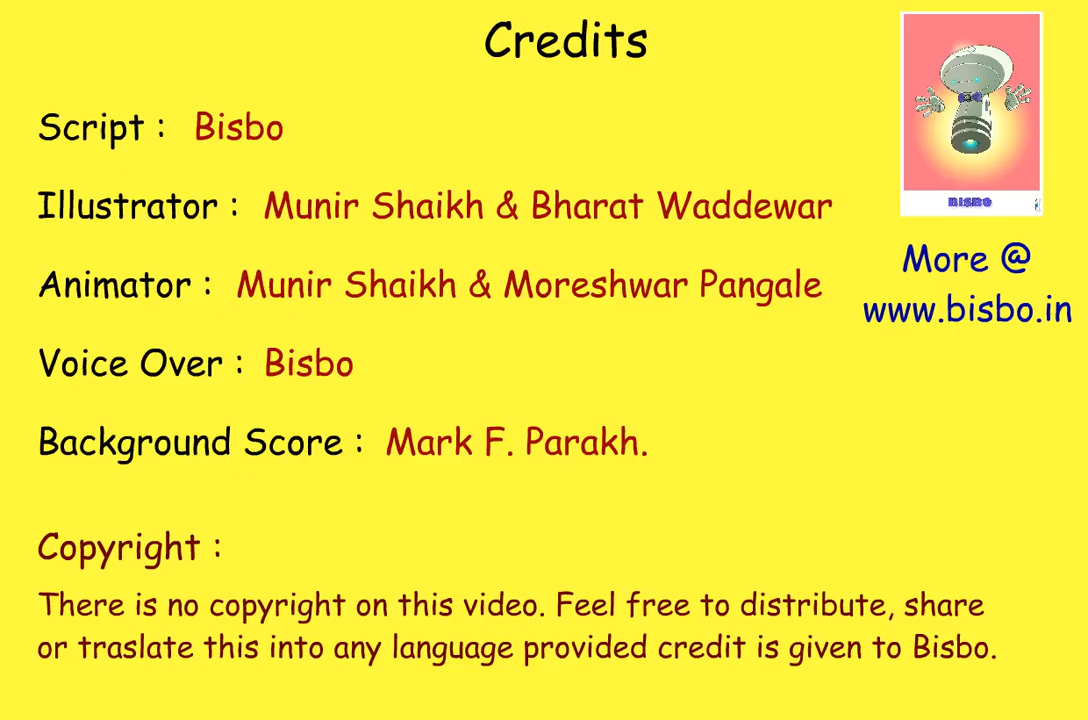 Credits
Script : Bisbo
Illustrator : Munir Shaikh & Bharat Waddewar
Animator : Munir Shaikh & Moreshwar Pangale
Voice Over : Bisbo
Background Score : Mark F. Parakh.
BISBO
More @
www.bisbo.in
Copyright :
There is no copyright on this video. Feel free to distribute, share
or traslate this into any language provided credit is given to Bisbo.